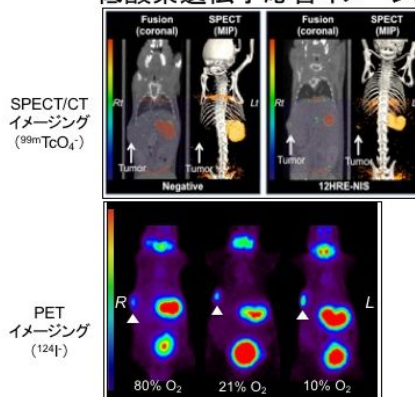 Fusion (coronal) SPECT (MIP) Fusion (coronal) SPECT (MIP)
SPECT/CT
イメージング
(99mTcO4-)
Rt Lt Rt Lt
Tumor Tumor Tumor Tumor
Negative 12HRE-NIS
PET
イメージング
(124I-)
R L
80% O2 21% O2 10% O2